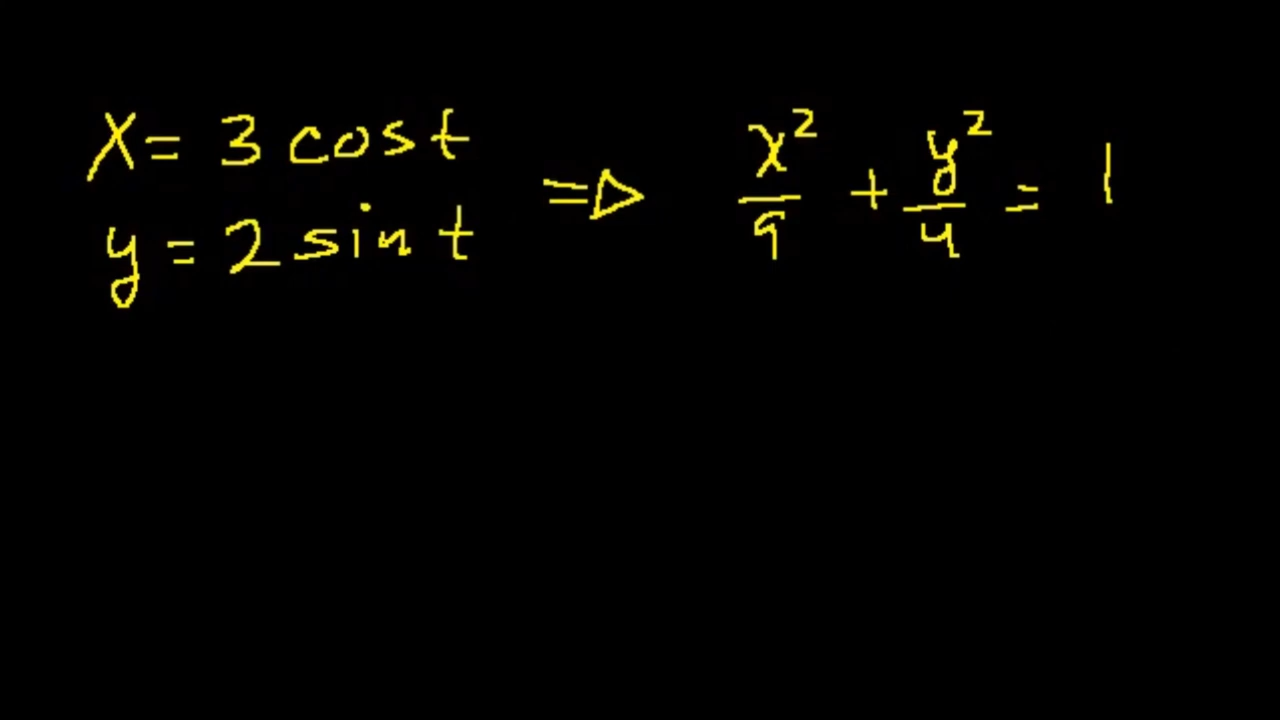 x = 3 cos t
y = 2 sin t
⇒ x²/9 + y²/4 = 1